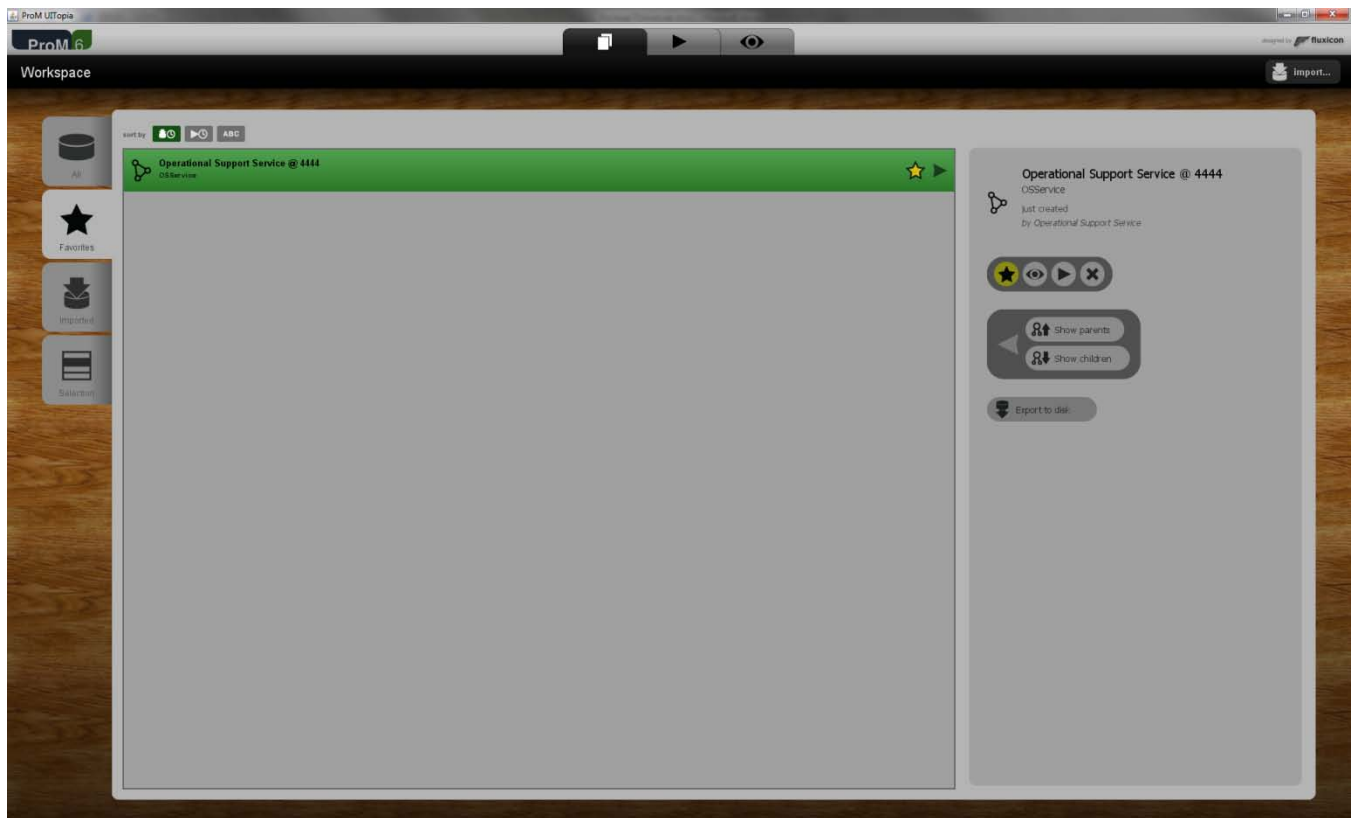 ProM UITopia
ProM 6
designed by fluxicon
Workspace
import...
sort by ABC
All
Favorites
Imported
Selection
Operational Support Service @ 4444
OSService
Operational Support Service @ 4444
OSService
just created
by Operational Support Service
Show parents
Show children
Export to disk